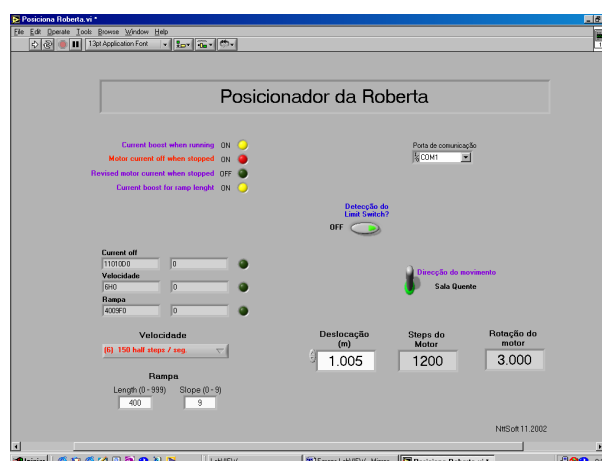 Posiciona Roberta.vi *
File Edit Operate Tools Browse Window Help
13pt Application Font
Posicionador da Roberta
Current boost when running ON
Motor current off when stopped ON
Revised motor current when stopped OFF
Current boost for ramp lenght ON
Porta de comunicação
COM1
Detecção do
Limit Switch?
OFF
Current off
11010D0 0
Velocidade
6H0 0
Rampa
4009F0 0
Direcção do movimento
Sala Quente
Velocidade
(6) 150 half steps / seg.
Rampa
Length (0 - 999) Slope (0 - 9)
400 9
Deslocação
(m)
1.005
Steps do
Motor
1200
Rotação do
motor
3.000
NttSoft 11.2002